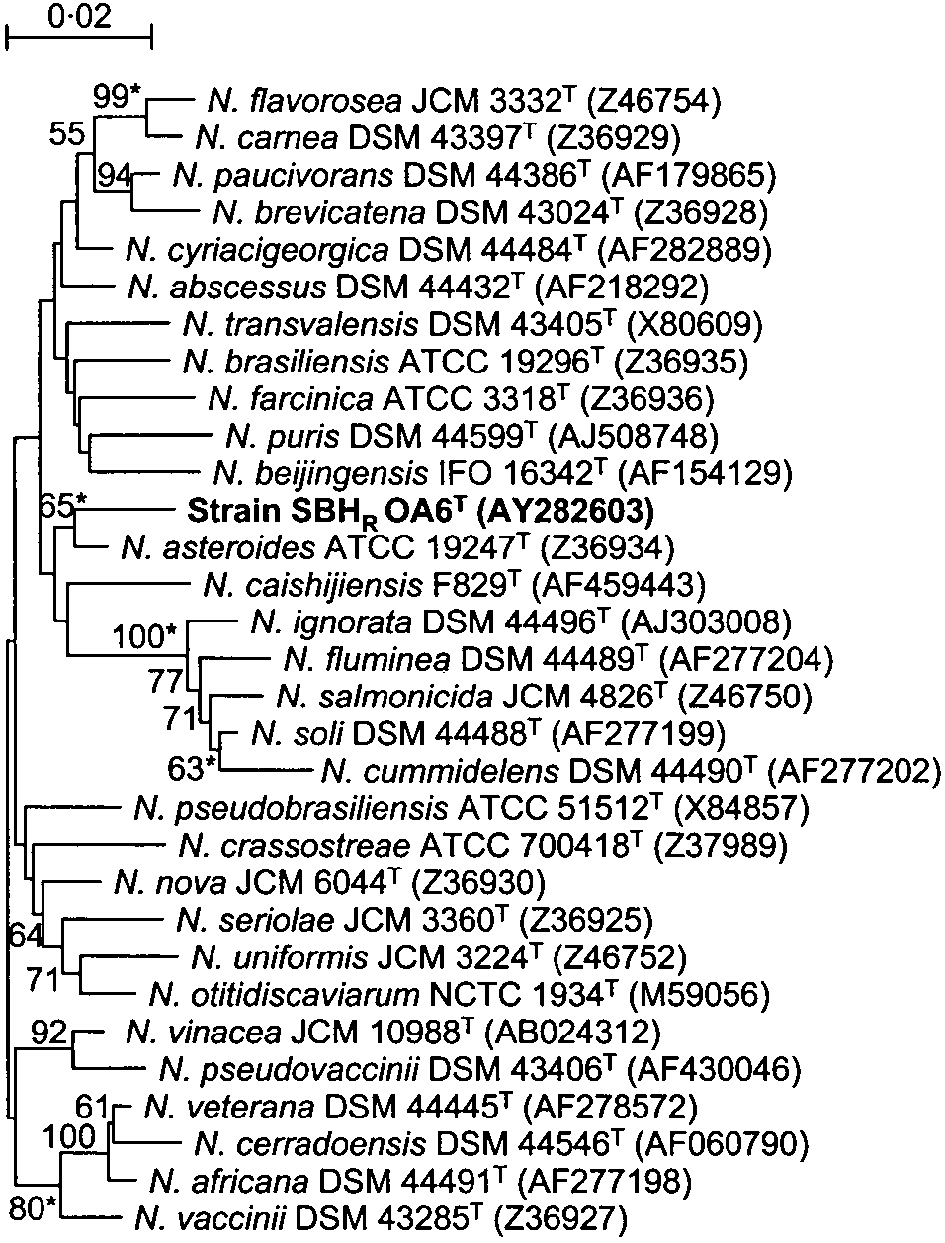 0·02
99*
N. flavorosea JCM 3332ᵀ (Z46754)
55
N. carnea DSM 43397ᵀ (Z36929)
94
N. paucivorans DSM 44386ᵀ (AF179865)
N. brevicatena DSM 43024ᵀ (Z36928)
N. cyriacigeorgica DSM 44484ᵀ (AF282889)
N. abscessus DSM 44432ᵀ (AF218292)
N. transvalensis DSM 43405ᵀ (X80609)
N. brasiliensis ATCC 19296ᵀ (Z36935)
N. farcinica ATCC 3318ᵀ (Z36936)
N. puris DSM 44599ᵀ (AJ508748)
N. beijingensis IFO 16342ᵀ (AF154129)
65*
Strain SBH_R OA6ᵀ (AY282603)
N. asteroides ATCC 19247ᵀ (Z36934)
N. caishijiensis F829ᵀ (AF459443)
100*
N. ignorata DSM 44496ᵀ (AJ303008)
N. fluminea DSM 44489ᵀ (AF277204)
77
N. salmonicida JCM 4826ᵀ (Z46750)
71
N. soli DSM 44488ᵀ (AF277199)
63*
N. cummidelens DSM 44490ᵀ (AF277202)
N. pseudobrasiliensis ATCC 51512ᵀ (X84857)
N. crassostreae ATCC 700418ᵀ (Z37989)
N. nova JCM 6044ᵀ (Z36930)
N. seriolae JCM 3360ᵀ (Z36925)
64
N. uniformis JCM 3224ᵀ (Z46752)
71
N. otitidiscaviarum NCTC 1934ᵀ (M59056)
92
N. vinacea JCM 10988ᵀ (AB024312)
N. pseudovaccinii DSM 43406ᵀ (AF430046)
61
N. veterana DSM 44445ᵀ (AF278572)
100
N. cerradoensis DSM 44546ᵀ (AF060790)
N. africana DSM 44491ᵀ (AF277198)
80*
N. vaccinii DSM 43285ᵀ (Z36927)